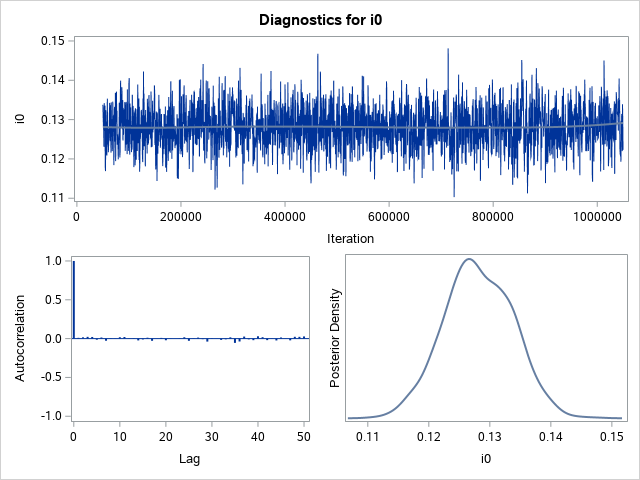 Diagnostics for i0
0.15
0.14
0.13
0.12
0.11
i0
0 200000 400000 600000 800000 1000000
Iteration
1.0
0.5
0.0
-0.5
-1.0
Autocorrelation
0 10 20 30 40 50
Lag
Posterior Density
0.11 0.12 0.13 0.14 0.15
i0